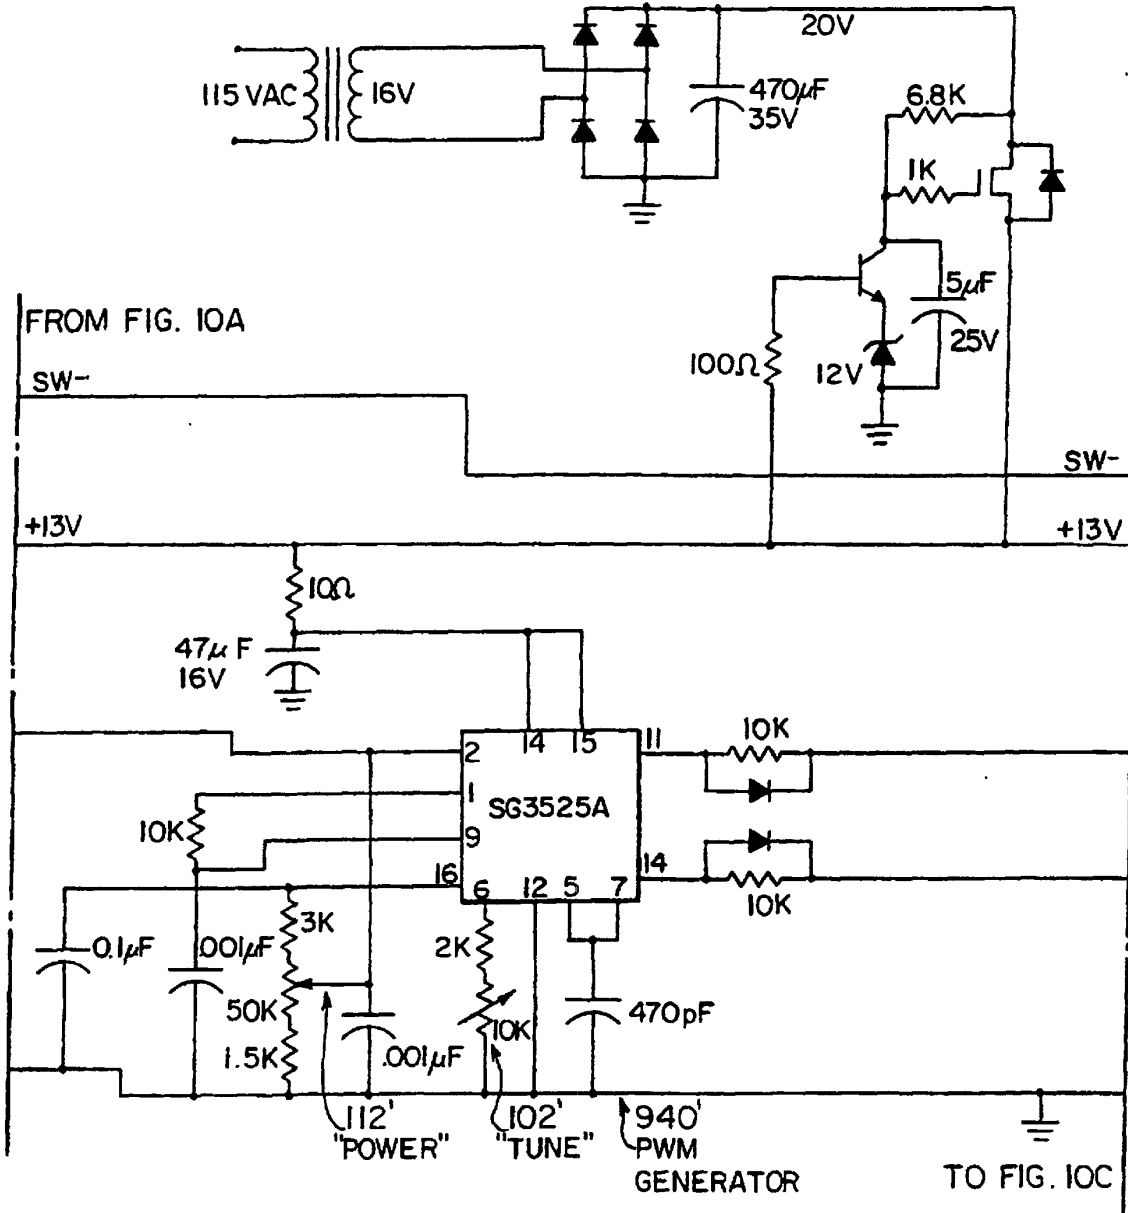 20V
115 VAC
16V
470µF
35V
6.8K
1K
5µF
25V
100Ω
12V
FROM FIG. 10A
SW-
SW-
+13V
+13V
10Ω
47µF
16V
2
14
15
11
10K
1
SG3525A
10K
9
16
14
6
12
5
7
10K
0.1µF
.001µF
3K
2K
50K
10K
470pF
1.5K
.001µF
112'
"POWER"
102'
"TUNE"
940'
PWM
GENERATOR
TO FIG. 10C